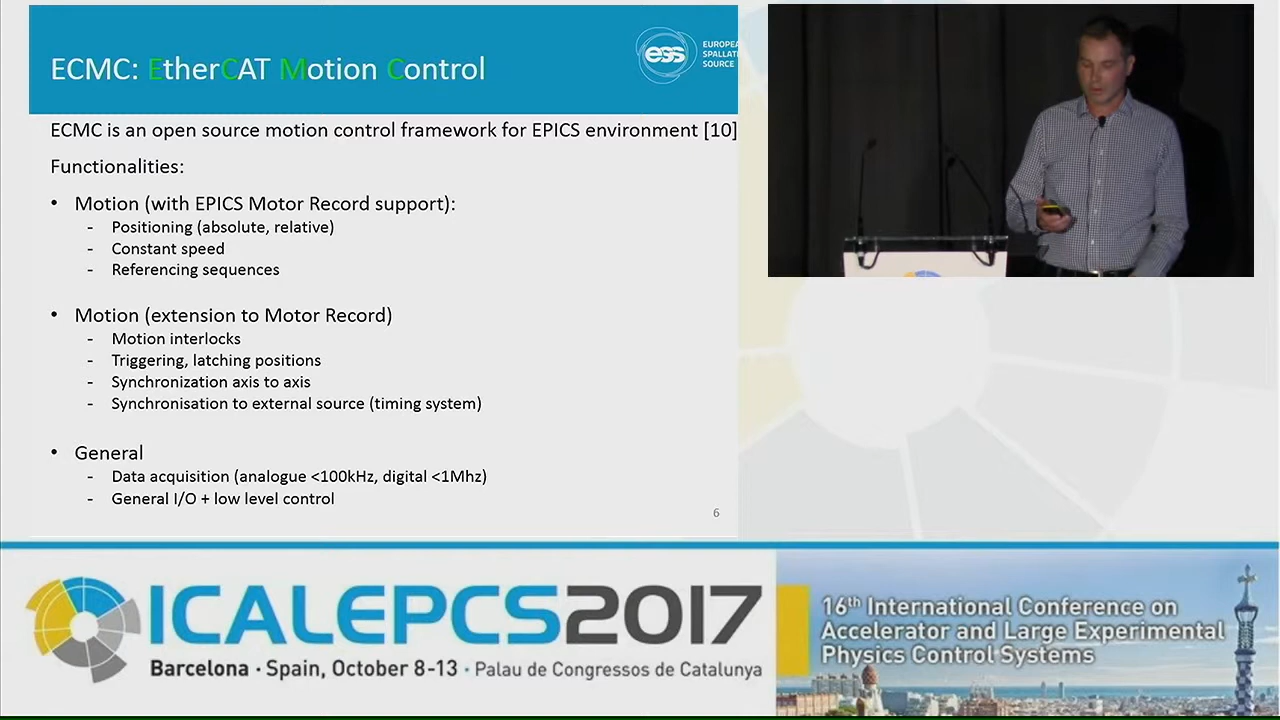 ECMC: EtherCAT Motion Control
ess
EUROPEA
SPALLAT
SOURCE
ECMC is an open source motion control framework for EPICS environment [10]
Functionalities:
• Motion (with EPICS Motor Record support):
- Positioning (absolute, relative)
- Constant speed
- Referencing sequences
• Motion (extension to Motor Record)
- Motion interlocks
- Triggering, latching positions
- Synchronization axis to axis
- Synchronisation to external source (timing system)
• General
- Data acquisition (analogue <100kHz, digital <1Mhz)
- General I/O + low level control
6
ICALEPCS2017
Barcelona · Spain, October 8-13 · Palau de Congressos de Catalunya
16th International Conference on
Accelerator and Large Experimental
Physics Control Systems